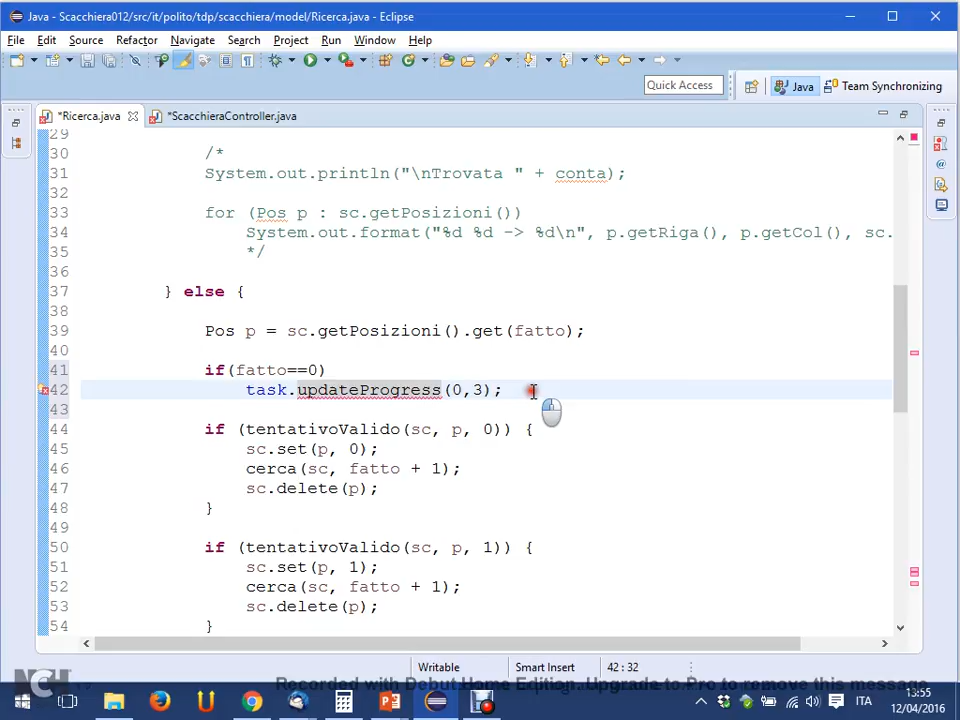 Java - Scacchiera012/src/it/polito/tdp/scacchiera/model/Ricerca.java - Eclipse
File Edit Source Refactor Navigate Search Project Run Window Help
Quick Access
Java
Team Synchronizing
*Ricerca.java
*ScacchieraController.java
29
30 /*
31 System.out.println("\nTrovata " + conta);
32
33 for (Pos p : sc.getPosizioni())
34 System.out.format("%d %d -> %d\n", p.getRiga(), p.getCol(), sc.
35 */
36
37 } else {
38
39 Pos p = sc.getPosizioni().get(fatto);
40
41 if(fatto==0)
42 task.updateProgress(0,3);
43
44 if (tentativoValido(sc, p, 0)) {
45 sc.set(p, 0);
46 cerca(sc, fatto + 1);
47 sc.delete(p);
48 }
49
50 if (tentativoValido(sc, p, 1)) {
51 sc.set(p, 1);
52 cerca(sc, fatto + 1);
53 sc.delete(p);
54 }
Writable Smart Insert 42 : 32
NCH
Recorded with Debut Home Edition. Upgrade to Pro to remove this message
ITA
13:55
12/04/2016